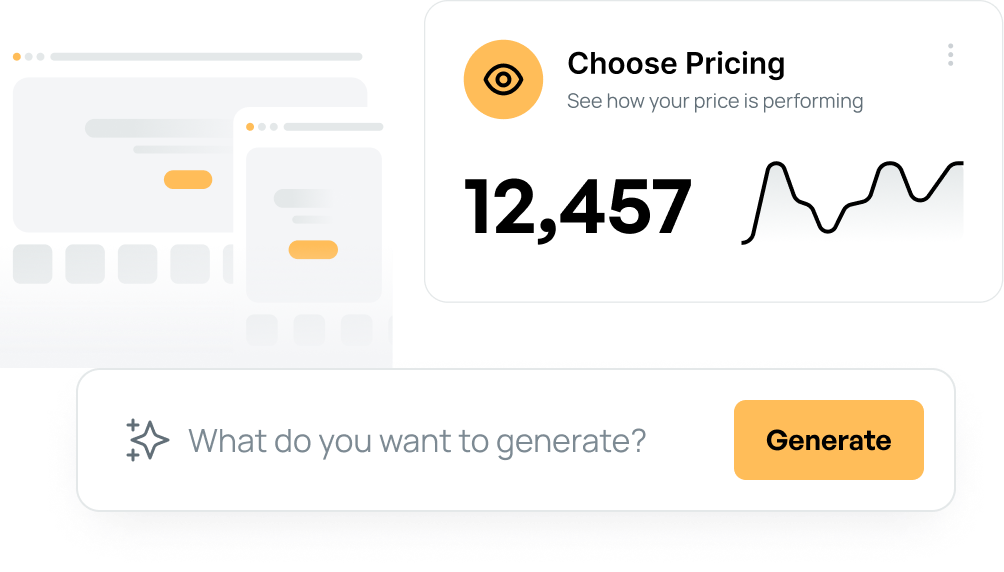 Choose Pricing
See how your price is performing
12,457
What do you want to generate?
Generate